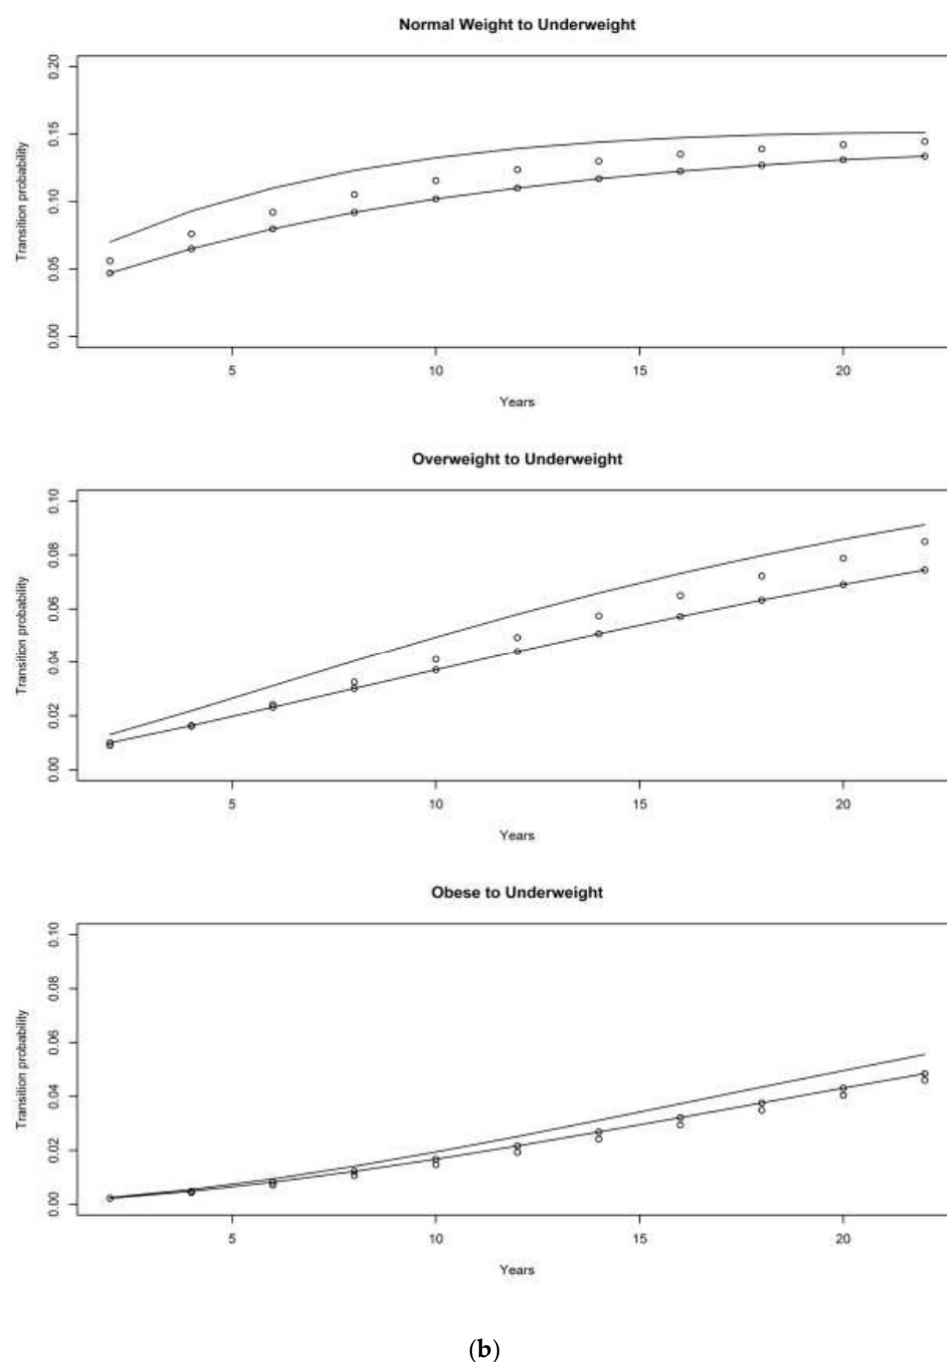 Normal Weight to Underweight
Transition probability
0.20
0.15
0.10
0.05
0.00
5 10 15 20
Years
Overweight to Underweight
Transition probability
0.10
0.08
0.06
0.04
0.02
0.00
5 10 15 20
Years
Obese to Underweight
Transition probability
0.10
0.08
0.06
0.04
0.02
0.00
5 10 15 20
Years
(b)